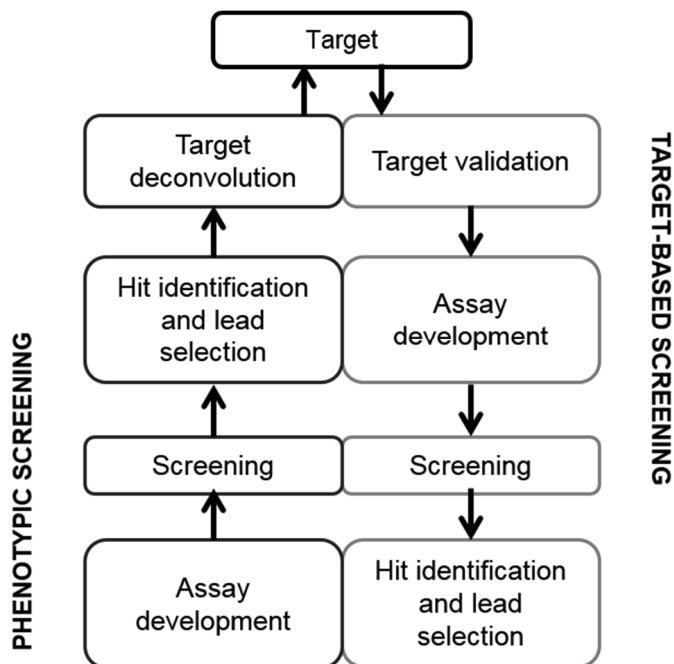 Target
Target
deconvolution
Target validation
Hit identification
and lead
selection
Assay
development
Screening
Screening
Assay
development
Hit identification
and lead
selection
PHENOTYPIC SCREENING
TARGET-BASED SCREENING